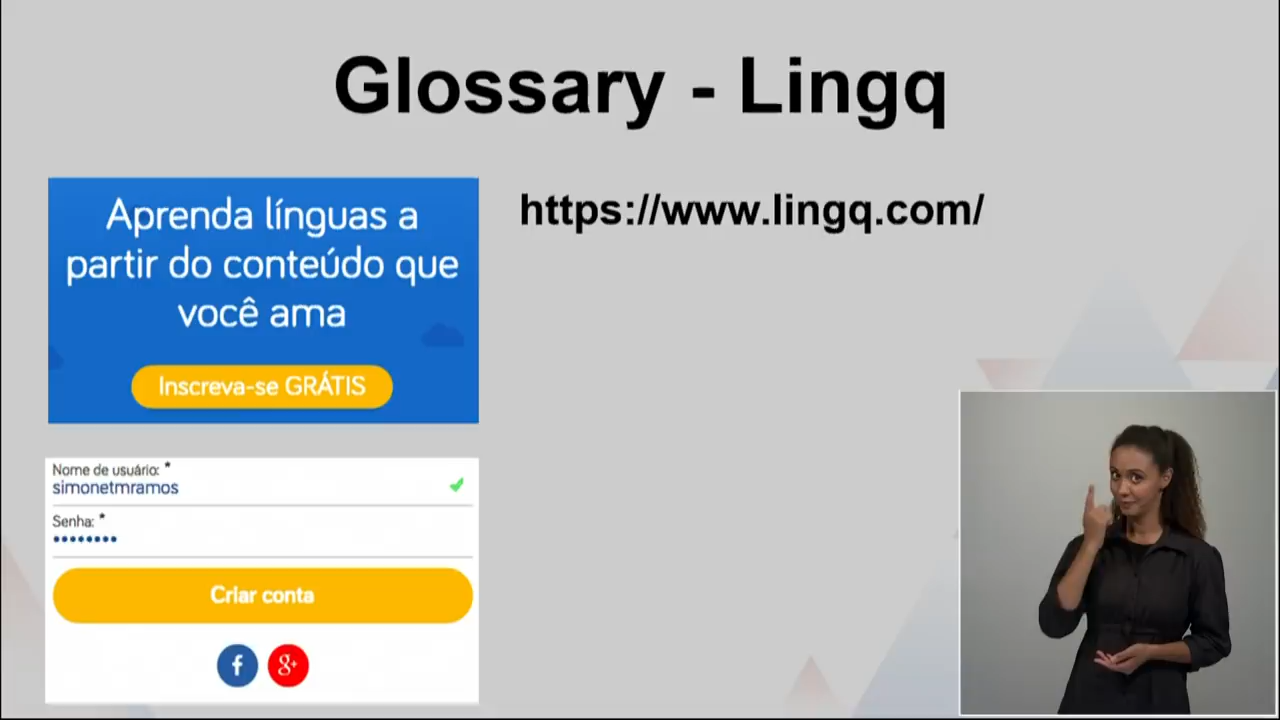 Glossary - Lingq
Aprenda línguas a
partir do conteúdo que
você ama
Inscreva-se GRÁTIS
https://www.lingq.com/
Nome de usuário: *
simonetmramos
Senha: *
••••••••
Criar conta
f
g+